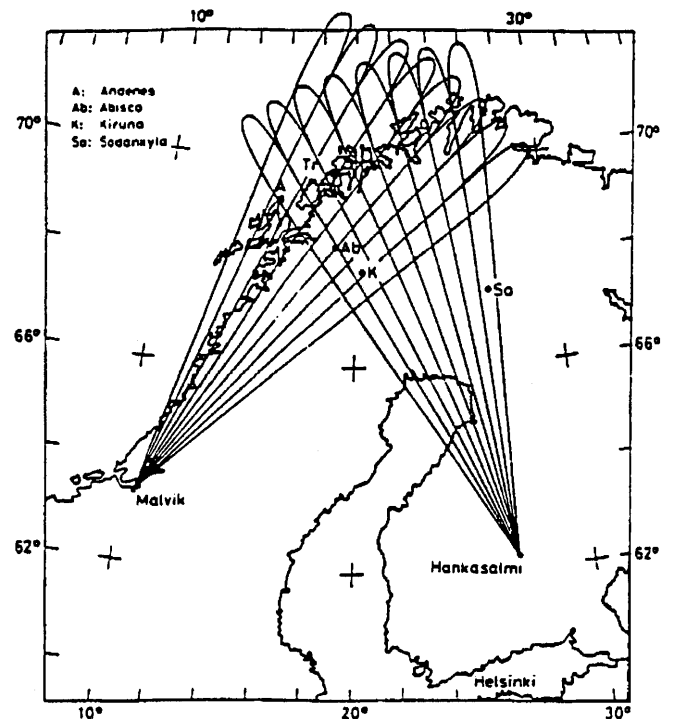 10° 30°
A: Andenes
Ab: Abisco
K: Kiruna
So: Sodankyla
70° 70°
Tr
A
Ab
K
So
66° 66°
Malvik
62° 62°
Hankasalmi
Helsinki
10° 20° 30°